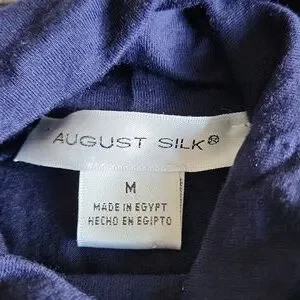 AUGUST SILK®
M
MADE IN EGYPT
HECHO EN EGIPTO